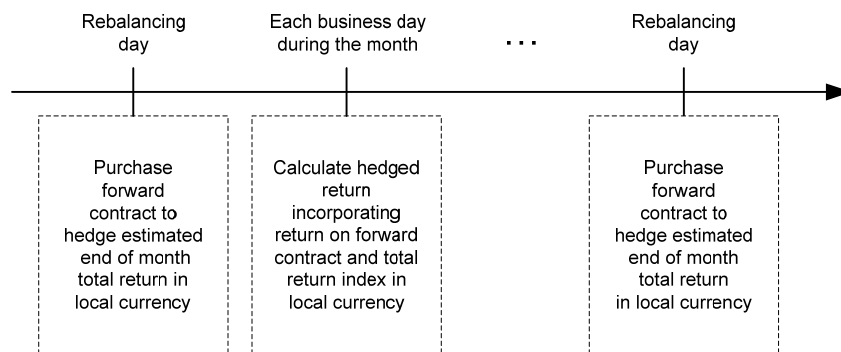 Rebalancing
day
Each business day
during the month
...
Rebalancing
day
Purchase
forward
contract to
hedge estimated
end of month
total return in
local currency
Calculate hedged
return
incorporating
return on forward
contract and total
return index in
local currency
Purchase
forward
contract to
hedge estimated
end of month
total return
in local currency